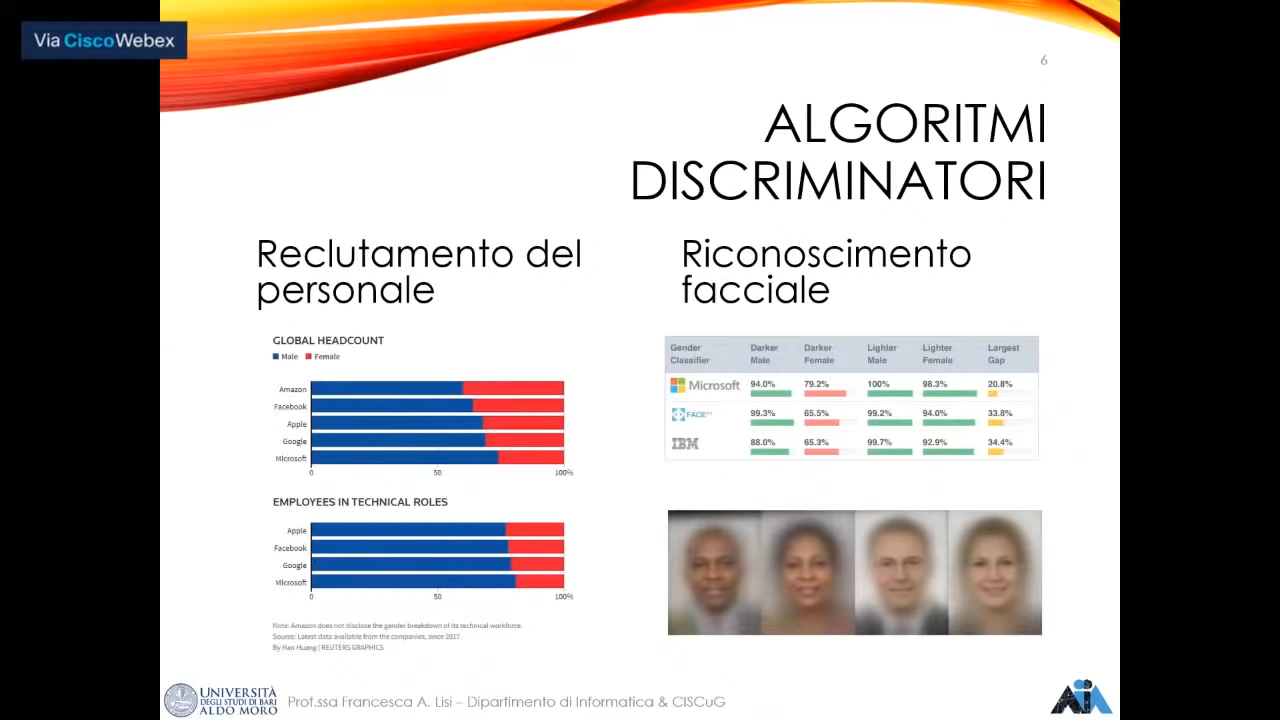 Via CiscoWebex
6
ALGORITMI
DISCRIMINATORI
Reclutamento del
personale
GLOBAL HEADCOUNT
Male Female
Amazon
Facebook
Apple
Google
Microsoft
0 50 100%
EMPLOYEES IN TECHNICAL ROLES
Apple
Facebook
Google
Microsoft
0 50 100%
Note: Amazon does not disclose the gender breakdown of its technical workforce.
Source: Latest data available from the companies, since 2017.
By Han Huang | REUTERS GRAPHICS
Riconoscimento
facciale
Gender Darker Darker Lighter Lighter Largest
Classifier Male Female Male Female Gap
Microsoft 94.0% 79.2% 100% 98.3% 20.8%
FACE++ 99.3% 65.5% 99.2% 94.0% 33.8%
IBM 88.0% 65.3% 99.7% 92.9% 34.4%
UNIVERSITÀ
DEGLI STUDI DI BARI
ALDO MORO
Prof.ssa Francesca A. Lisi – Dipartimento di Informatica & CISCuG
AIxIA